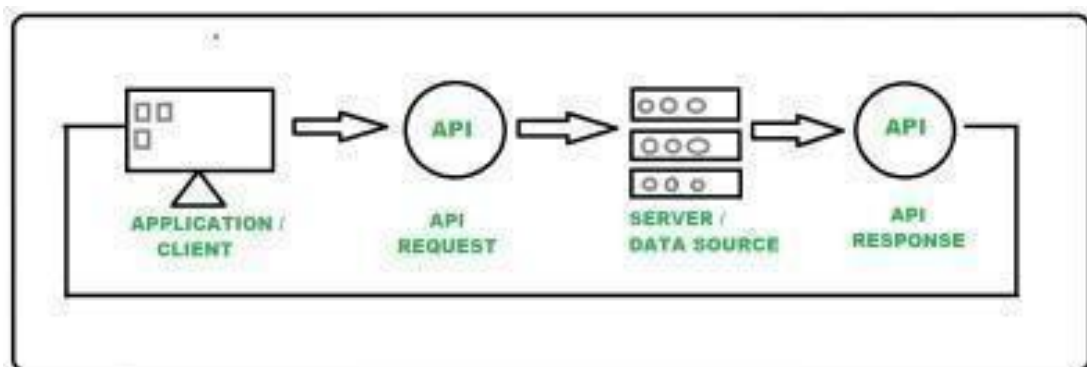 API
API
APPLICATION /
CLIENT
API
REQUEST
SERVER /
DATA SOURCE
API
RESPONSE